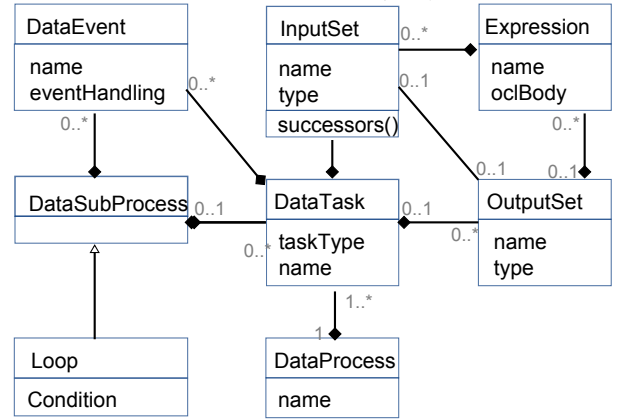 DataEvent
name
eventHandling
0..*
0..*
InputSet
name
type
successors()
0..*
0..1
Expression
name
oclBody
0..*
0..1
0..1
DataSubProcess
0..1
0..*
DataTask
taskType
name
0..1
0..*
OutputSet
name
type
1..*
1
Loop
Condition
DataProcess
name